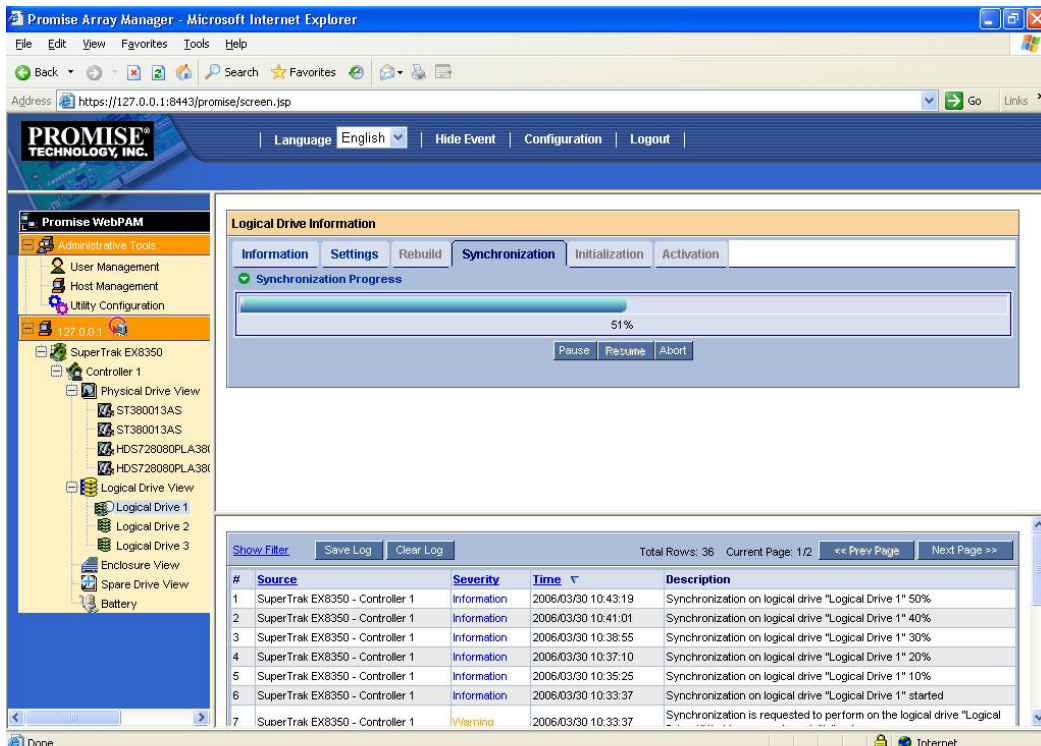 Promise Array Manager - Microsoft Internet Explorer
File Edit View Favorites Tools Help
Back Search Favorites
Address https://127.0.0.1:8443/promise/screen.jsp Go Links
PROMISE®
TECHNOLOGY, INC.
Language English Hide Event Configuration Logout
Promise WebPAM
Administrative Tools
User Management
Host Management
Utility Configuration
127.0.0.1
SuperTrak EX8350
Controller 1
Physical Drive View
ST380013AS
ST380013AS
HDS728080PLA380
HDS728080PLA380
Logical Drive View
Logical Drive 1
Logical Drive 2
Logical Drive 3
Enclosure View
Spare Drive View
Battery
Logical Drive Information
Information Settings Rebuild Synchronization Initialization Activation
Synchronization Progress
51%
Pause Resume Abort
Show Filter Save Log Clear Log Total Rows: 36 Current Page: 1/2 << Prev Page Next Page >>
# Source Severity Time Description
1 SuperTrak EX8350 - Controller 1 Information 2006/03/30 10:43:19 Synchronization on logical drive "Logical Drive 1" 50%
2 SuperTrak EX8350 - Controller 1 Information 2006/03/30 10:41:01 Synchronization on logical drive "Logical Drive 1" 40%
3 SuperTrak EX8350 - Controller 1 Information 2006/03/30 10:38:55 Synchronization on logical drive "Logical Drive 1" 30%
4 SuperTrak EX8350 - Controller 1 Information 2006/03/30 10:37:10 Synchronization on logical drive "Logical Drive 1" 20%
5 SuperTrak EX8350 - Controller 1 Information 2006/03/30 10:35:25 Synchronization on logical drive "Logical Drive 1" 10%
6 SuperTrak EX8350 - Controller 1 Information 2006/03/30 10:33:37 Synchronization on logical drive "Logical Drive 1" started
7 SuperTrak EX8350 - Controller 1 Warning 2006/03/30 10:33:37 Synchronization is requested to perform on the logical drive "Logical
Done Internet